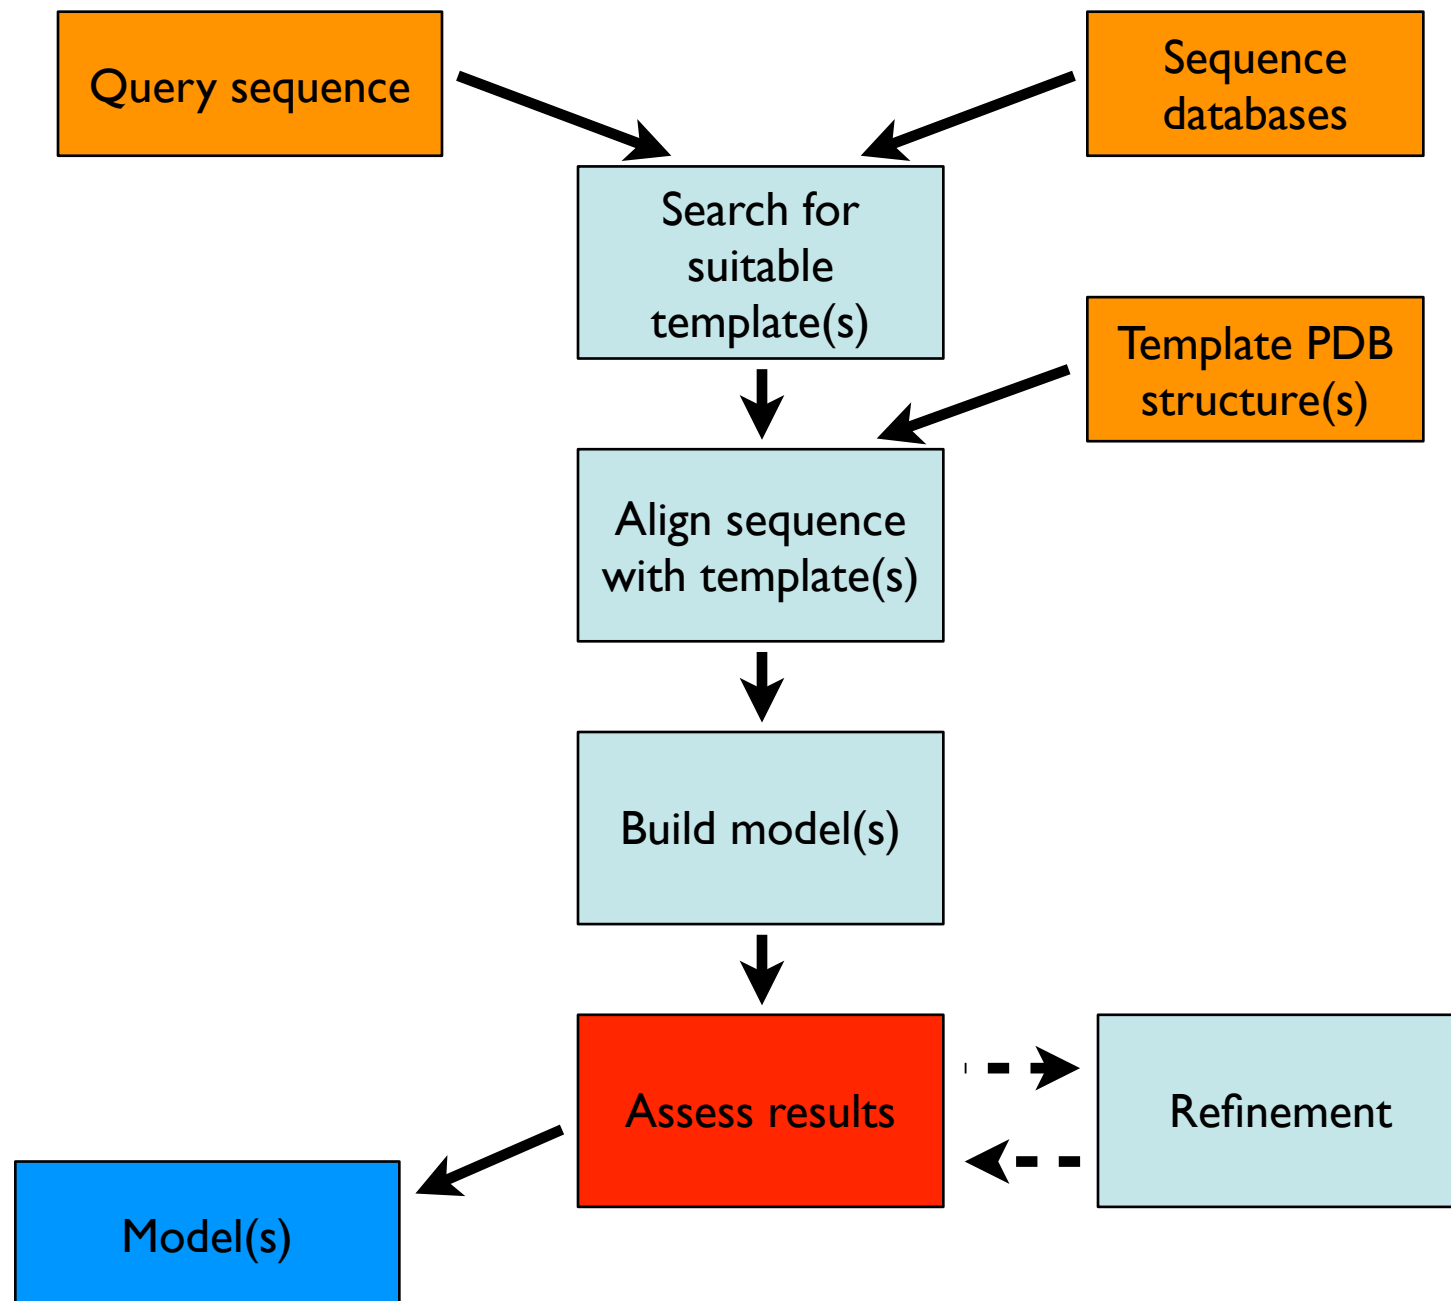 Query sequence
Sequence
databases
Search for
suitable
template(s)
Template PDB
structure(s)
Align sequence
with template(s)
Build model(s)
Assess results
Refinement
Model(s)